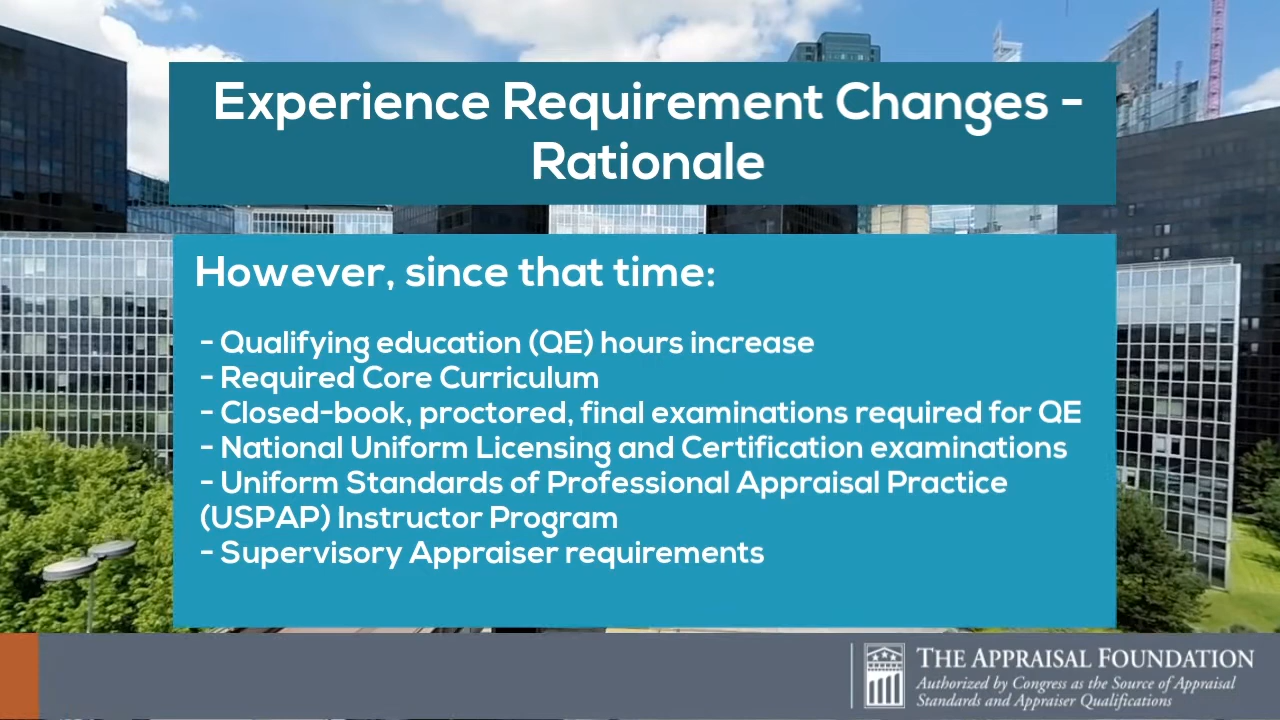 Experience Requirement Changes -
Rationale
However, since that time:
- Qualifying education (QE) hours increase
- Required Core Curriculum
- Closed-book, proctored, final examinations required for QE
- National Uniform Licensing and Certification examinations
- Uniform Standards of Professional Appraisal Practice
(USPAP) Instructor Program
- Supervisory Appraiser requirements
THE APPRAISAL FOUNDATION
Authorized by Congress as the Source of Appraisal
Standards and Appraiser Qualifications